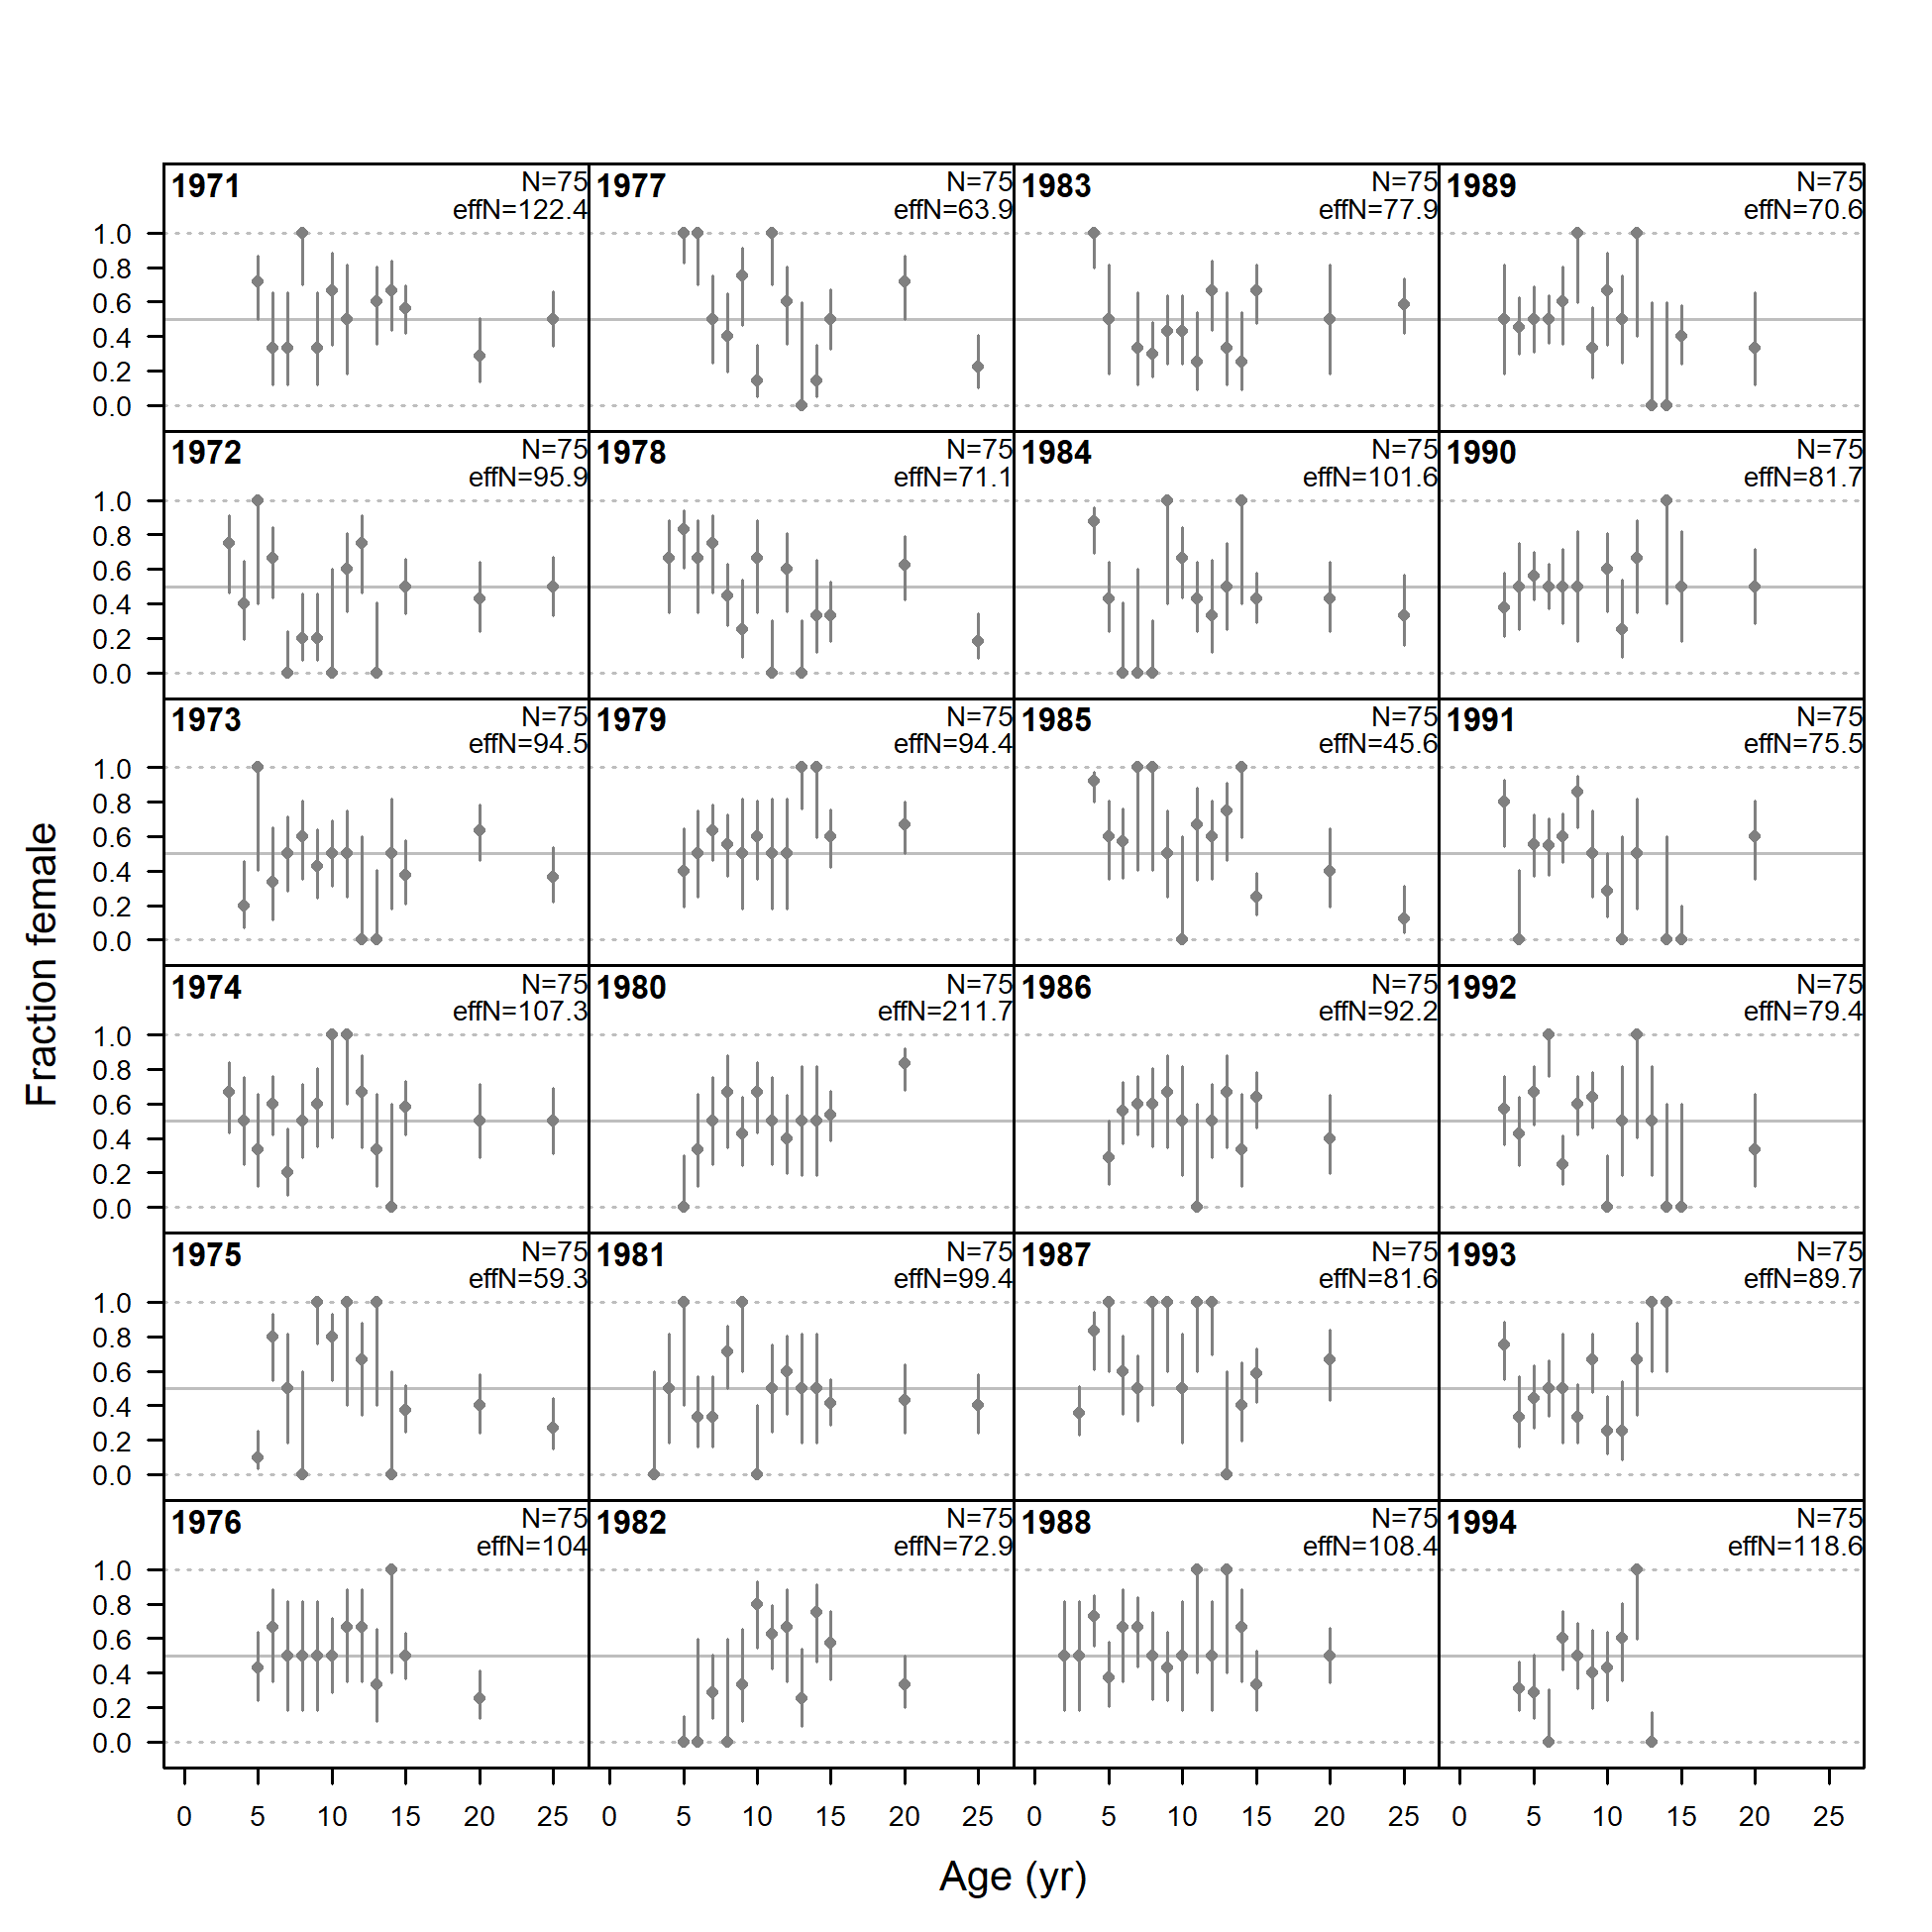 1971 N=75 1977 N=75 1983 N=75 1989 N=75
effN=122.4 effN=63.9 effN=77.9 effN=70.6
1.0
0.8
0.6
0.4
0.2
0.0
1972 N=75 1978 N=75 1984 N=75 1990 N=75
effN=95.9 effN=71.1 effN=101.6 effN=81.7
1.0
0.8
0.6
0.4
0.2
0.0
1973 N=75 1979 N=75 1985 N=75 1991 N=75
effN=94.5 effN=94.4 effN=45.6 effN=75.5
1.0
0.8
0.6
0.4
0.2
0.0
Fraction female
1974 N=75 1980 N=75 1986 N=75 1992 N=75
effN=107.3 effN=211.7 effN=92.2 effN=79.4
1.0
0.8
0.6
0.4
0.2
0.0
1975 N=75 1981 N=75 1987 N=75 1993 N=75
effN=59.3 effN=99.4 effN=81.6 effN=89.7
1.0
0.8
0.6
0.4
0.2
0.0
1976 N=75 1982 N=75 1988 N=75 1994 N=75
effN=104 effN=72.9 effN=108.4 effN=118.6
1.0
0.8
0.6
0.4
0.2
0.0
0 5 10 15 20 25 0 5 10 15 20 25 0 5 10 15 20 25 0 5 10 15 20 25
Age (yr)